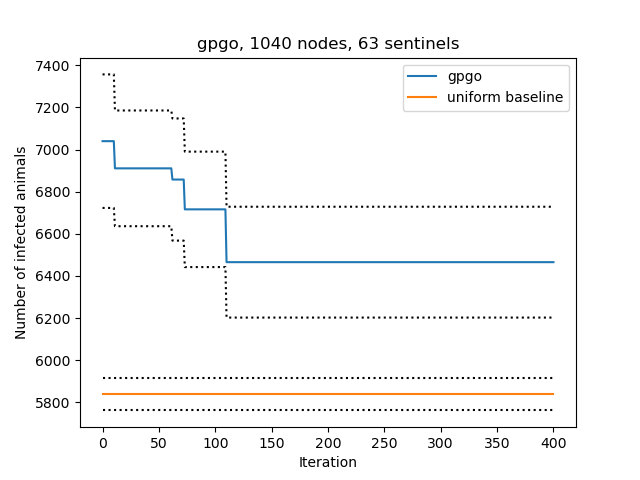 gpgo, 1040 nodes, 63 sentinels
gpgo
uniform baseline
Number of infected animals
7400
7200
7000
6800
6600
6400
6200
6000
5800
0 50 100 150 200 250 300 350 400
Iteration